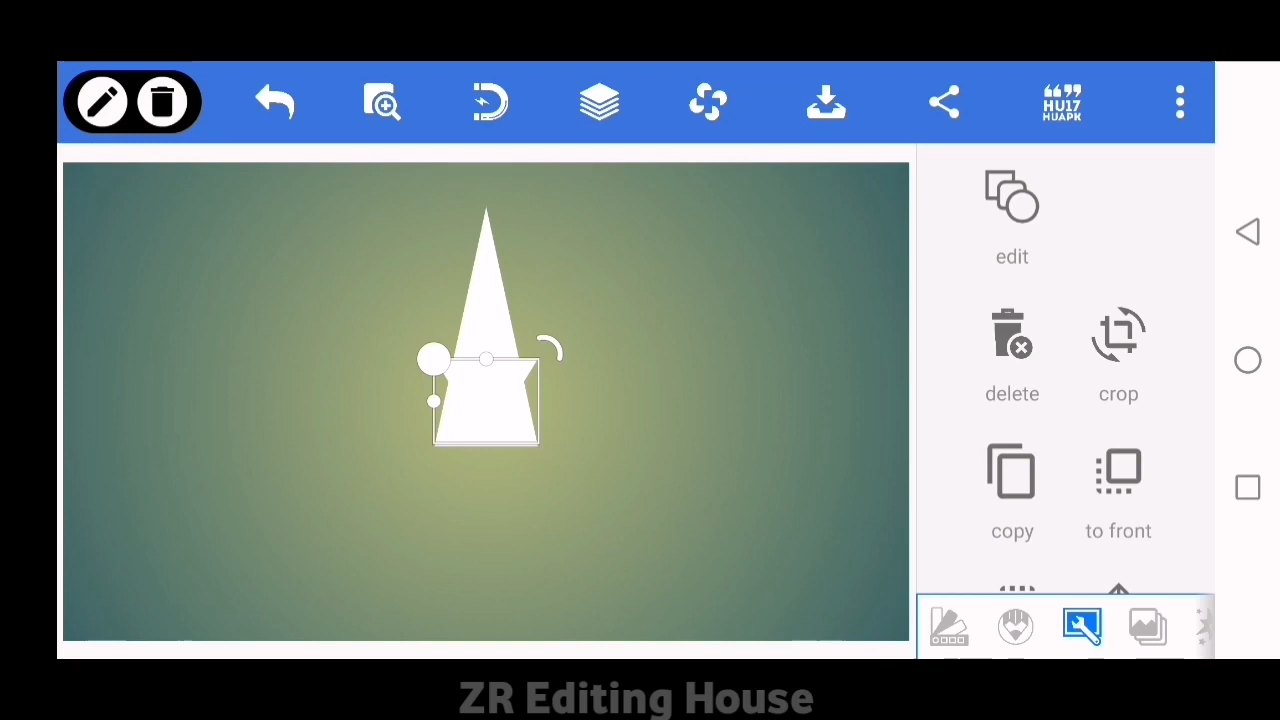 HU17
HUAPK
edit
delete
crop
copy
to front
ZR Editing House